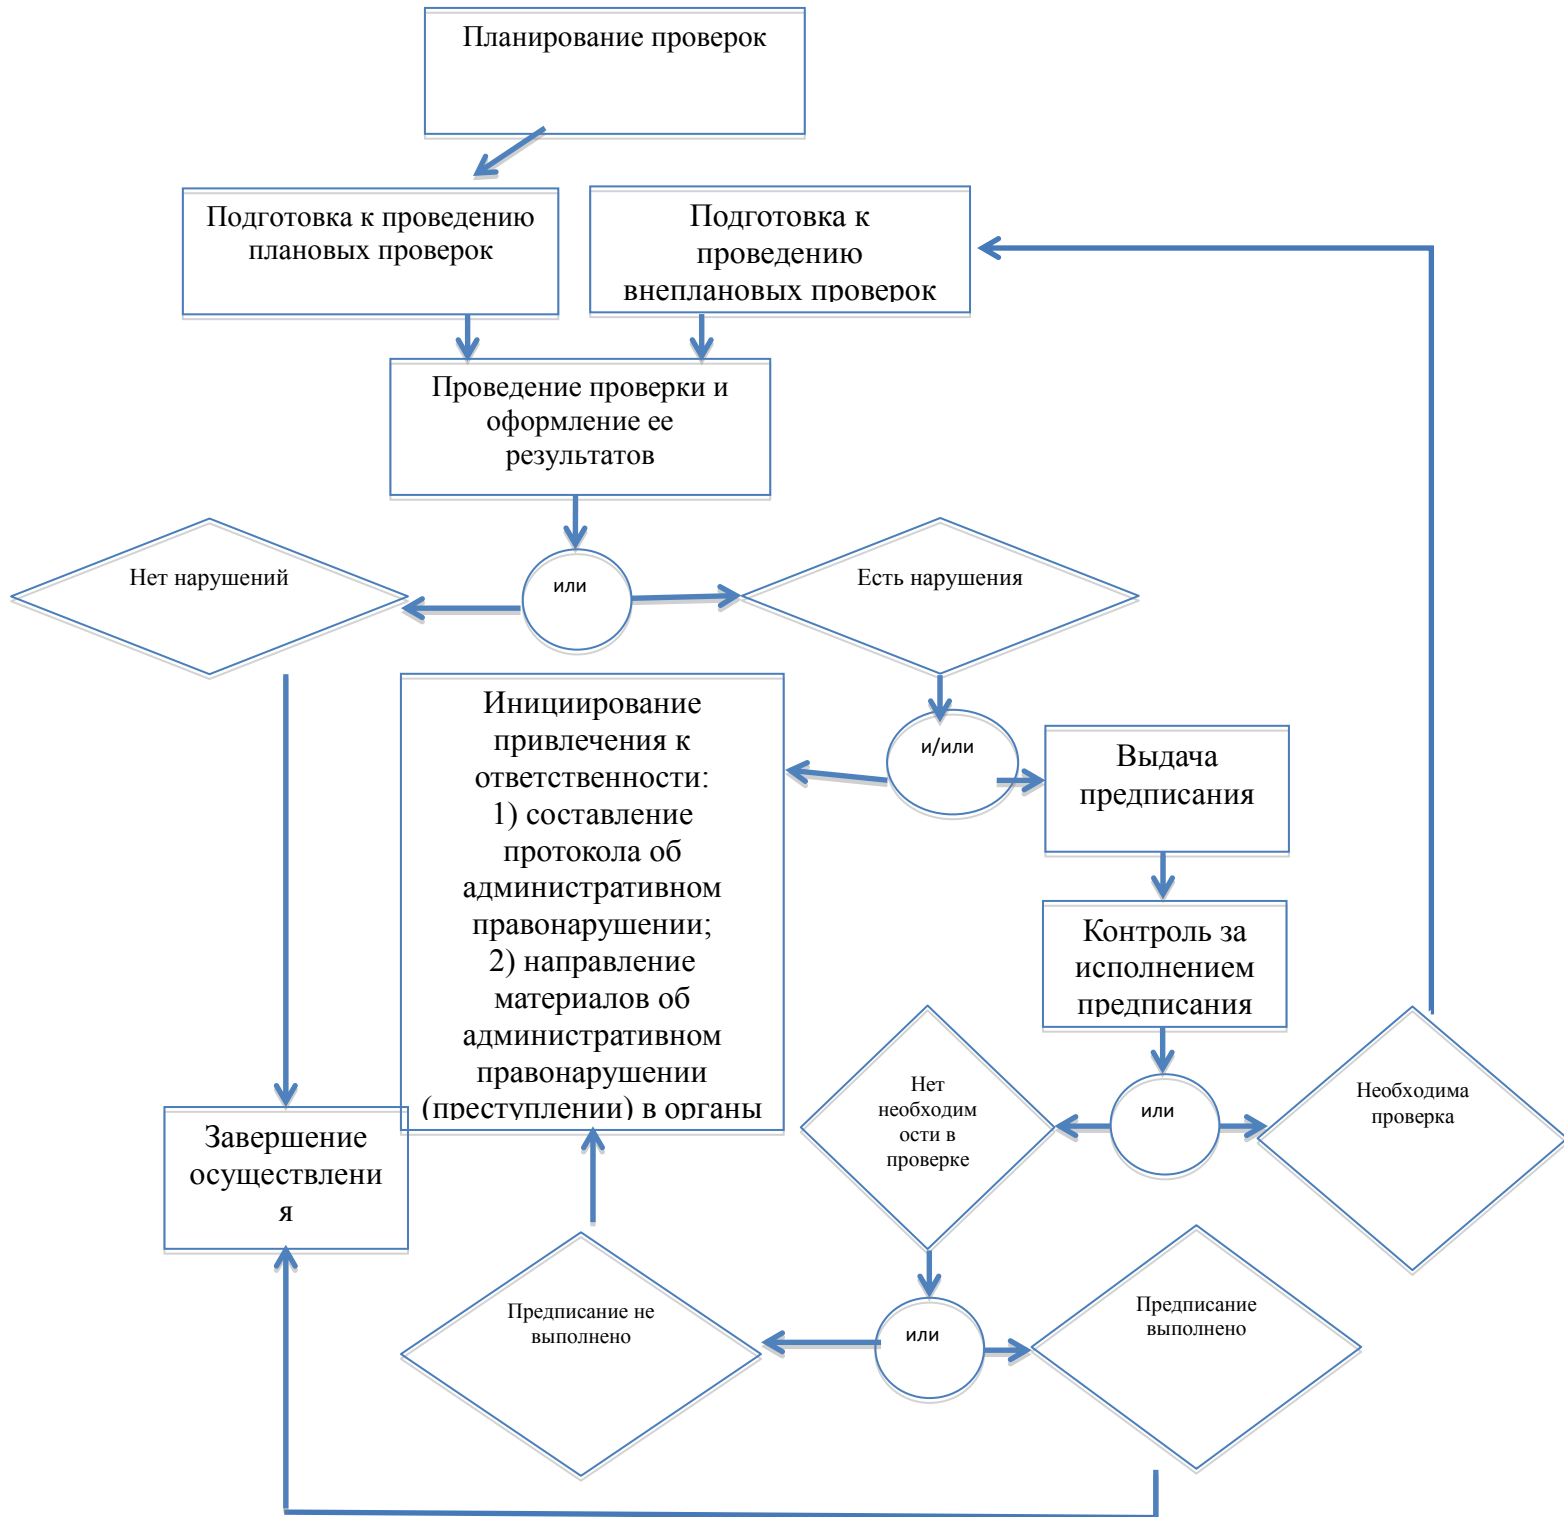 Планирование проверок
Подготовка к проведению
плановых проверок
Подготовка к
проведению
внеплановых проверок
Проведение проверки и
оформление ее
результатов
Нет нарушений
или
Есть нарушения
Инициирование
привлечения к
ответственности:
1) составление
протокола об
административном
правонарушении;
2) направление
материалов об
административном
правонарушении
(преступлении) в органы
и/или
Выдача
предписания
Контроль за
исполнением
предписания
Нет
необходим
ости в
проверке
или
Необходима
проверка
Завершение
осуществлени
я
Предписание не
выполнено
или
Предписание
выполнено